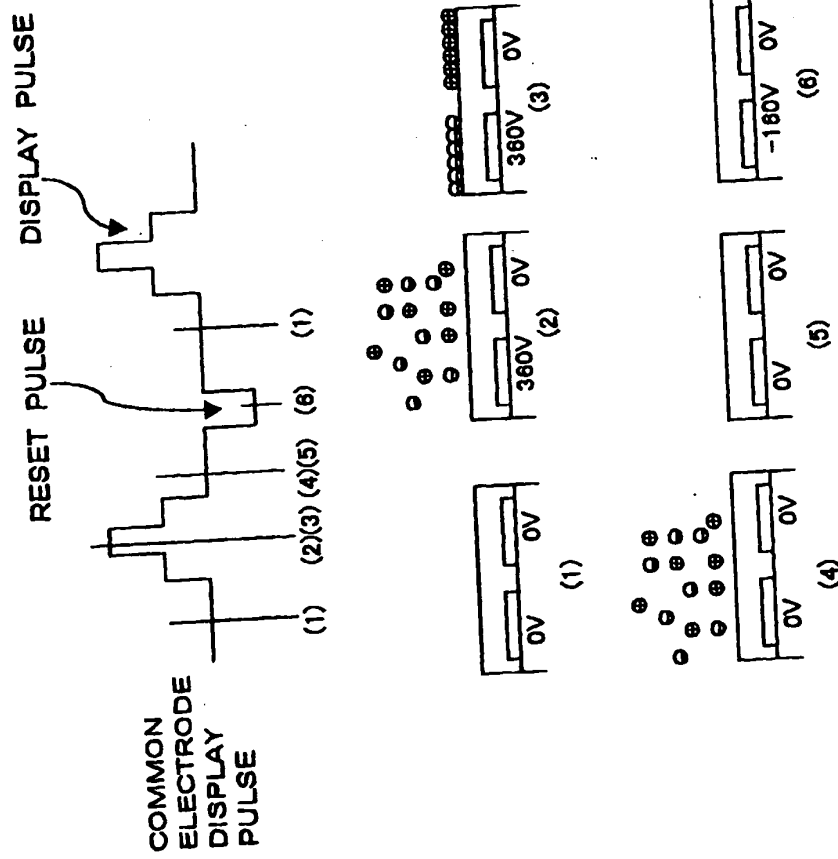 COMMON
ELECTRODE
DISPLAY
PULSE
RESET PULSE
DISPLAY PULSE
(1)
(2)(3)
(4)(5)
(6)
(1)
0V 0V
(1)
360V 0V
(2)
360V 0V
(3)
0V 0V
(4)
0V 0V
(5)
-160V 0V
(6)